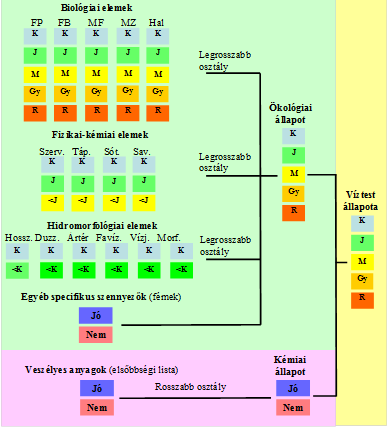 Biológiai elemek
FP FB MF MZ Hal
K K K K K
J J J J J
M M M M M
Gy Gy Gy Gy Gy
R R R R R
Legrosszabb
osztály
Fizikai-kémiai elemek
Szerv. Táp. Sót. Sav.
K K K K
J J J J
<J <J <J <J
Legrosszabb
osztály
Hidromorfológiai elemek
Hossz. Duzz. Artér Favíz. Vízj. Morf.
K K K K K K
<K <K <K <K <K <K
Legrosszabb
osztály
Egyéb specifikus szennyezők (fémek)
Jó
Nem
Ökológiai
állapot
K
J
M
Gy
R
Veszélyes anyagok (elsőbbségi lista)
Jó
Nem
Rosszabb osztály
Kémiai
állapot
Jó
Nem
Víztest
állapota
K
J
M
Gy
R